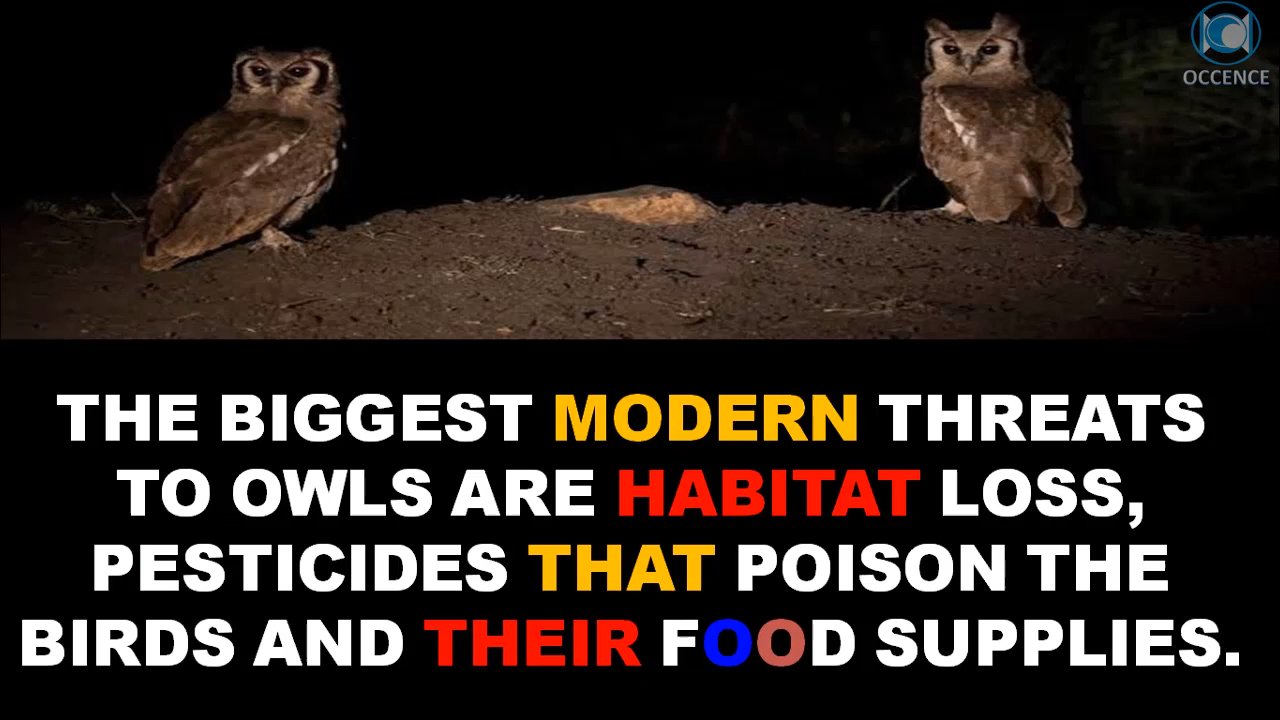 OCCENCE
THE BIGGEST MODERN THREATS
TO OWLS ARE HABITAT LOSS,
PESTICIDES THAT POISON THE
BIRDS AND THEIR FOOD SUPPLIES.